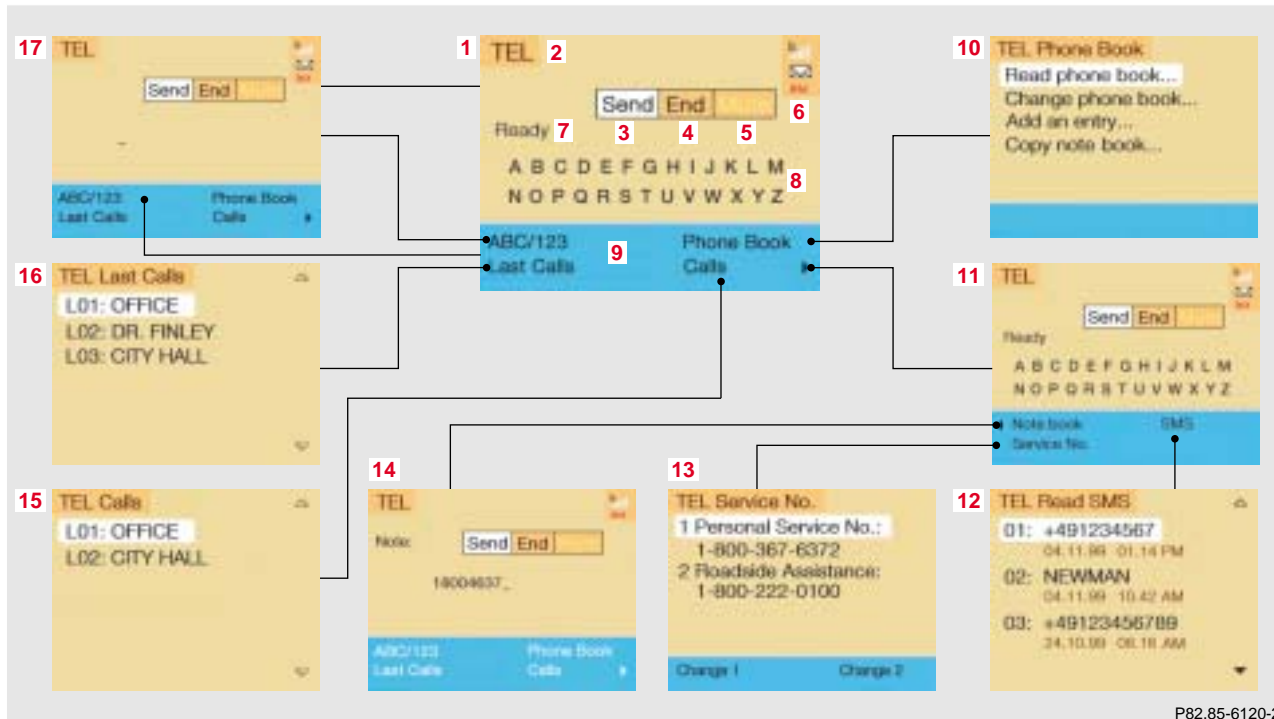 17
TEL
Send End
ABC/123 Phone Book
Last Calls Calls
1
TEL 2
Send End
6
Ready 7 3 4 5
A B C D E F G H I J K L M
8
N O P Q R S T U V W X Y Z
ABC/123 9 Phone Book
Last Calls Calls
10
TEL Phone Book
Read phone book...
Change phone book...
Add an entry...
Copy note book...
16
TEL Last Calls
L01: OFFICE
L02: DR. FINLEY
L03: CITY HALL
11
TEL
Send End
Ready
A B C D E F G H I J K L M
N O P Q R S T U V W X Y Z
Note book SMS
Service No.
15
TEL Calls
L01: OFFICE
L02: CITY HALL
14
TEL
Note: Send End
18004637_
ABC/123 Phone Book
Last Calls Calls
13
TEL Service No.
1 Personal Service No.:
1-800-367-6372
2 Roadside Assistance:
1-800-222-0100
Change 1 Change 2
12
TEL Read SMS
01: +491234567
04.11.99 01.14 PM
02: NEWMAN
04.11.99 10.42 AM
03: +49123456789
24.10.99 08.18 AM
P82.85-6120-2